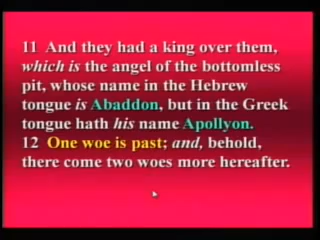 11 And they had a king over them,
which is the angel of the bottomless
pit, whose name in the Hebrew
tongue is Abaddon, but in the Greek
tongue hath his name Apollyon.
12 One woe is past; and, behold,
there come two woes more hereafter.